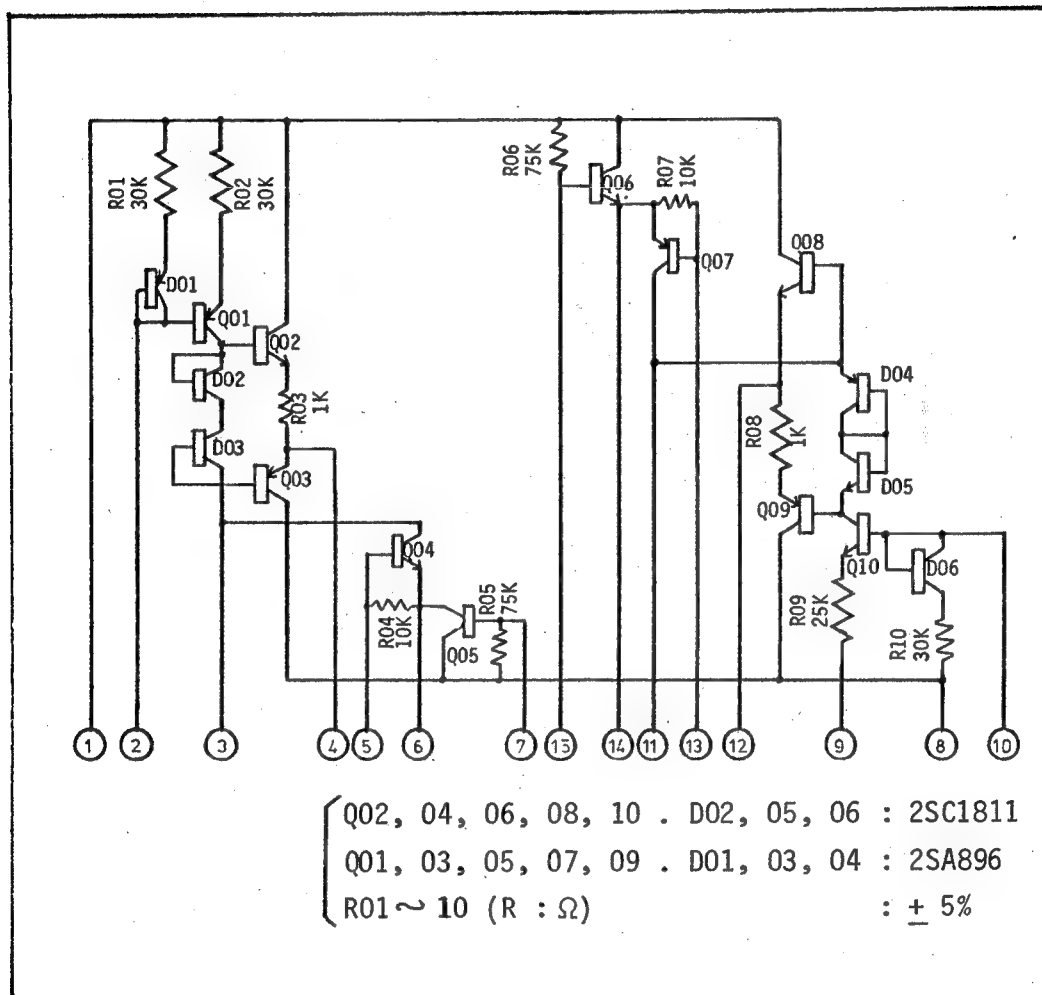 R01
30K
R02
30K
D01
Q01
Q02
D02
R03
1K
D03
Q03
Q04
R04
10K
Q05
R05
75K
R06
75K
Q06
R07
10K
Q07
Q08
D04
R08
1K
D05
Q09
Q10
D06
R09
25K
R10
30K
1 2 3 4 5 6 7 15 14 11 13 12 9 8 10
Q02, 04, 06, 08, 10 . D02, 05, 06 : 2SC1811
Q01, 03, 05, 07, 09 . D01, 03, 04 : 2SA896
R01~10 (R : Ω) : ± 5%